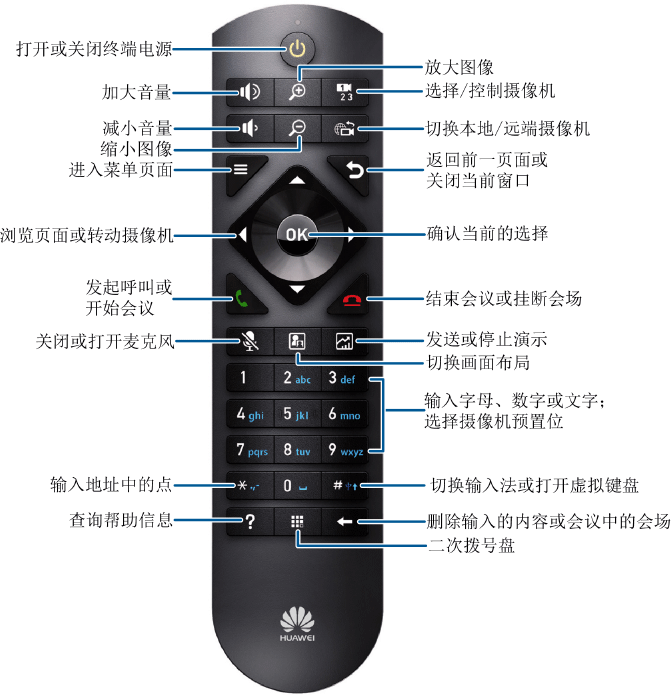 打开或关闭终端电源
放大图像
加大音量
1
2 3
选择/控制摄像机
减小音量
切换本地/远端摄像机
缩小图像
进入菜单页面
返回前一页面或
关闭当前窗口
浏览页面或转动摄像机
OK
确认当前的选择
发起呼叫或
开始会议
结束会议或挂断会场
关闭或打开麦克风
发送或停止演示
切换画面布局
1 2 abc 3 def
4 ghi 5 jkl 6 mno
输入字母、数字或文字;
选择摄像机预置位
7 pqrs 8 tuv 9 wxyz
输入地址中的点
* .,- 0 #中↑
切换输入法或打开虚拟键盘
查询帮助信息
?
删除输入的内容或会议中的会场
二次拨号盘
HUAWEI